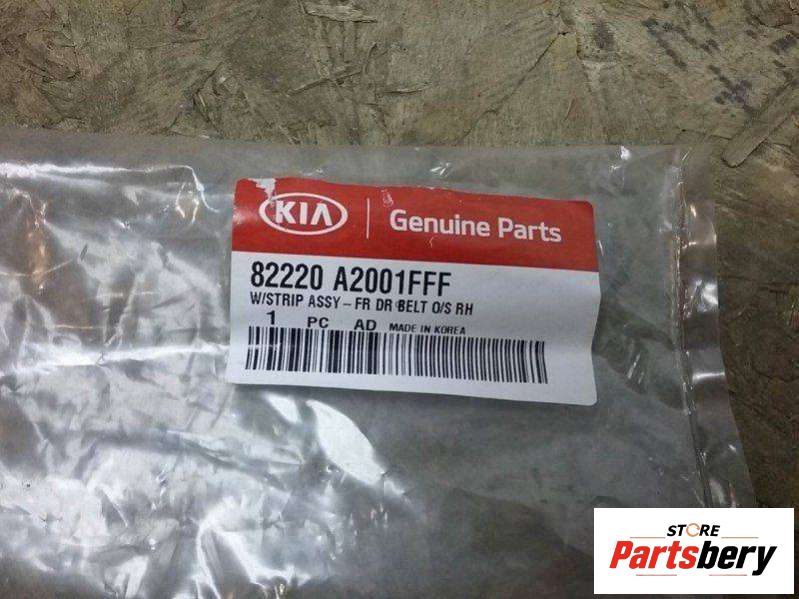 KIA Genuine Parts
82220 A2001FFF
W/STRIP ASSY - FR DR BELT O/S RH
1 PC AD MADE IN KOREA
STORE
Partsbery